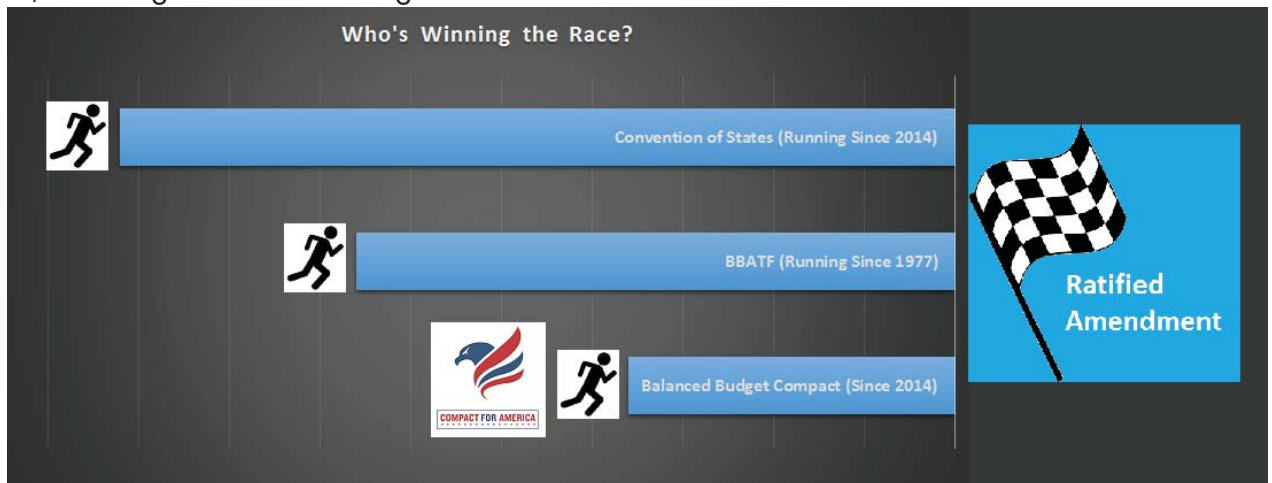 Who's Winning the Race?
Convention of States (Running Since 2014)
BBATF (Running Since 1977)
Balanced Budget Compact (Since 2014)
COMPACT FOR AMERICA
Ratified
Amendment